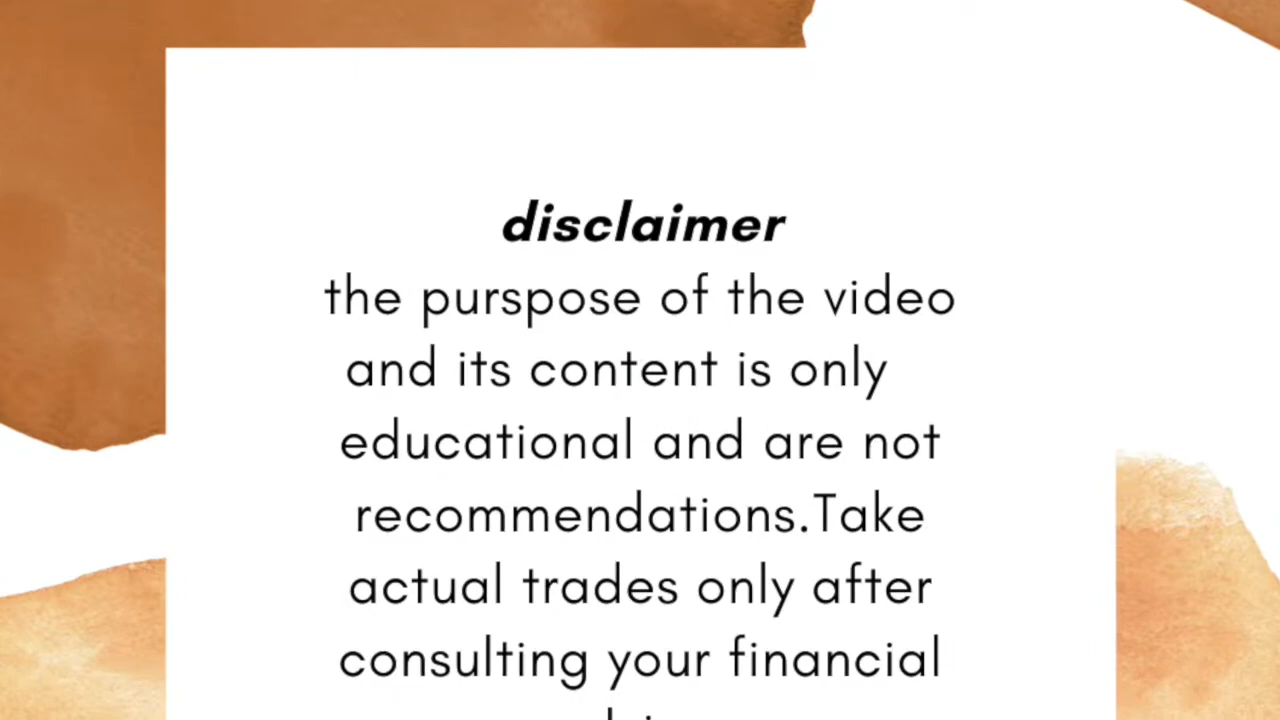 disclaimer
the purspose of the video
and its content is only
educational and are not
recommendations.Take
actual trades only after
consulting your financial